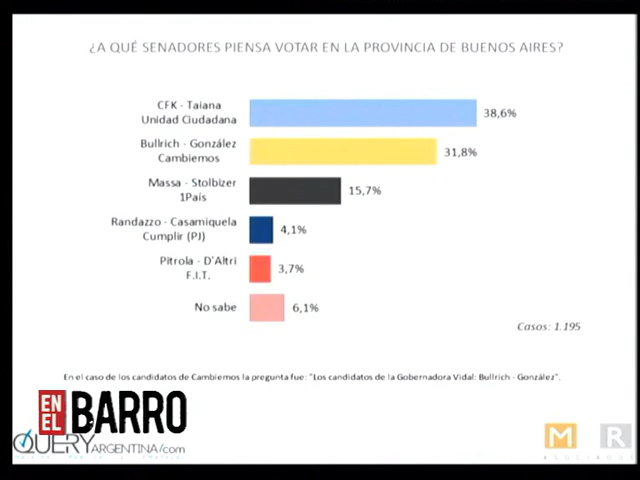 ¿A QUÉ SENADORES PIENSA VOTAR EN LA PROVINCIA DE BUENOS AIRES?
CFK - Taiana
Unidad Ciudadana
38,6%
Bullrich - González
Cambiemos
31,8%
Massa - Stolbizer
1País
15,7%
Randazzo - Casamiquela
Cumplir (PJ)
4,1%
Pitrola - D'Altri
F.I.T.
3,7%
No sabe
6,1%
Casos: 1.195
En el caso de los candidatos de Cambiemos la pregunta fue: "Los candidatos de la Gobernadora Vidal: Bullrich - González".
EN
EL
BARRO
QUERYARGENTINA/com
M R
ASOCIADOS